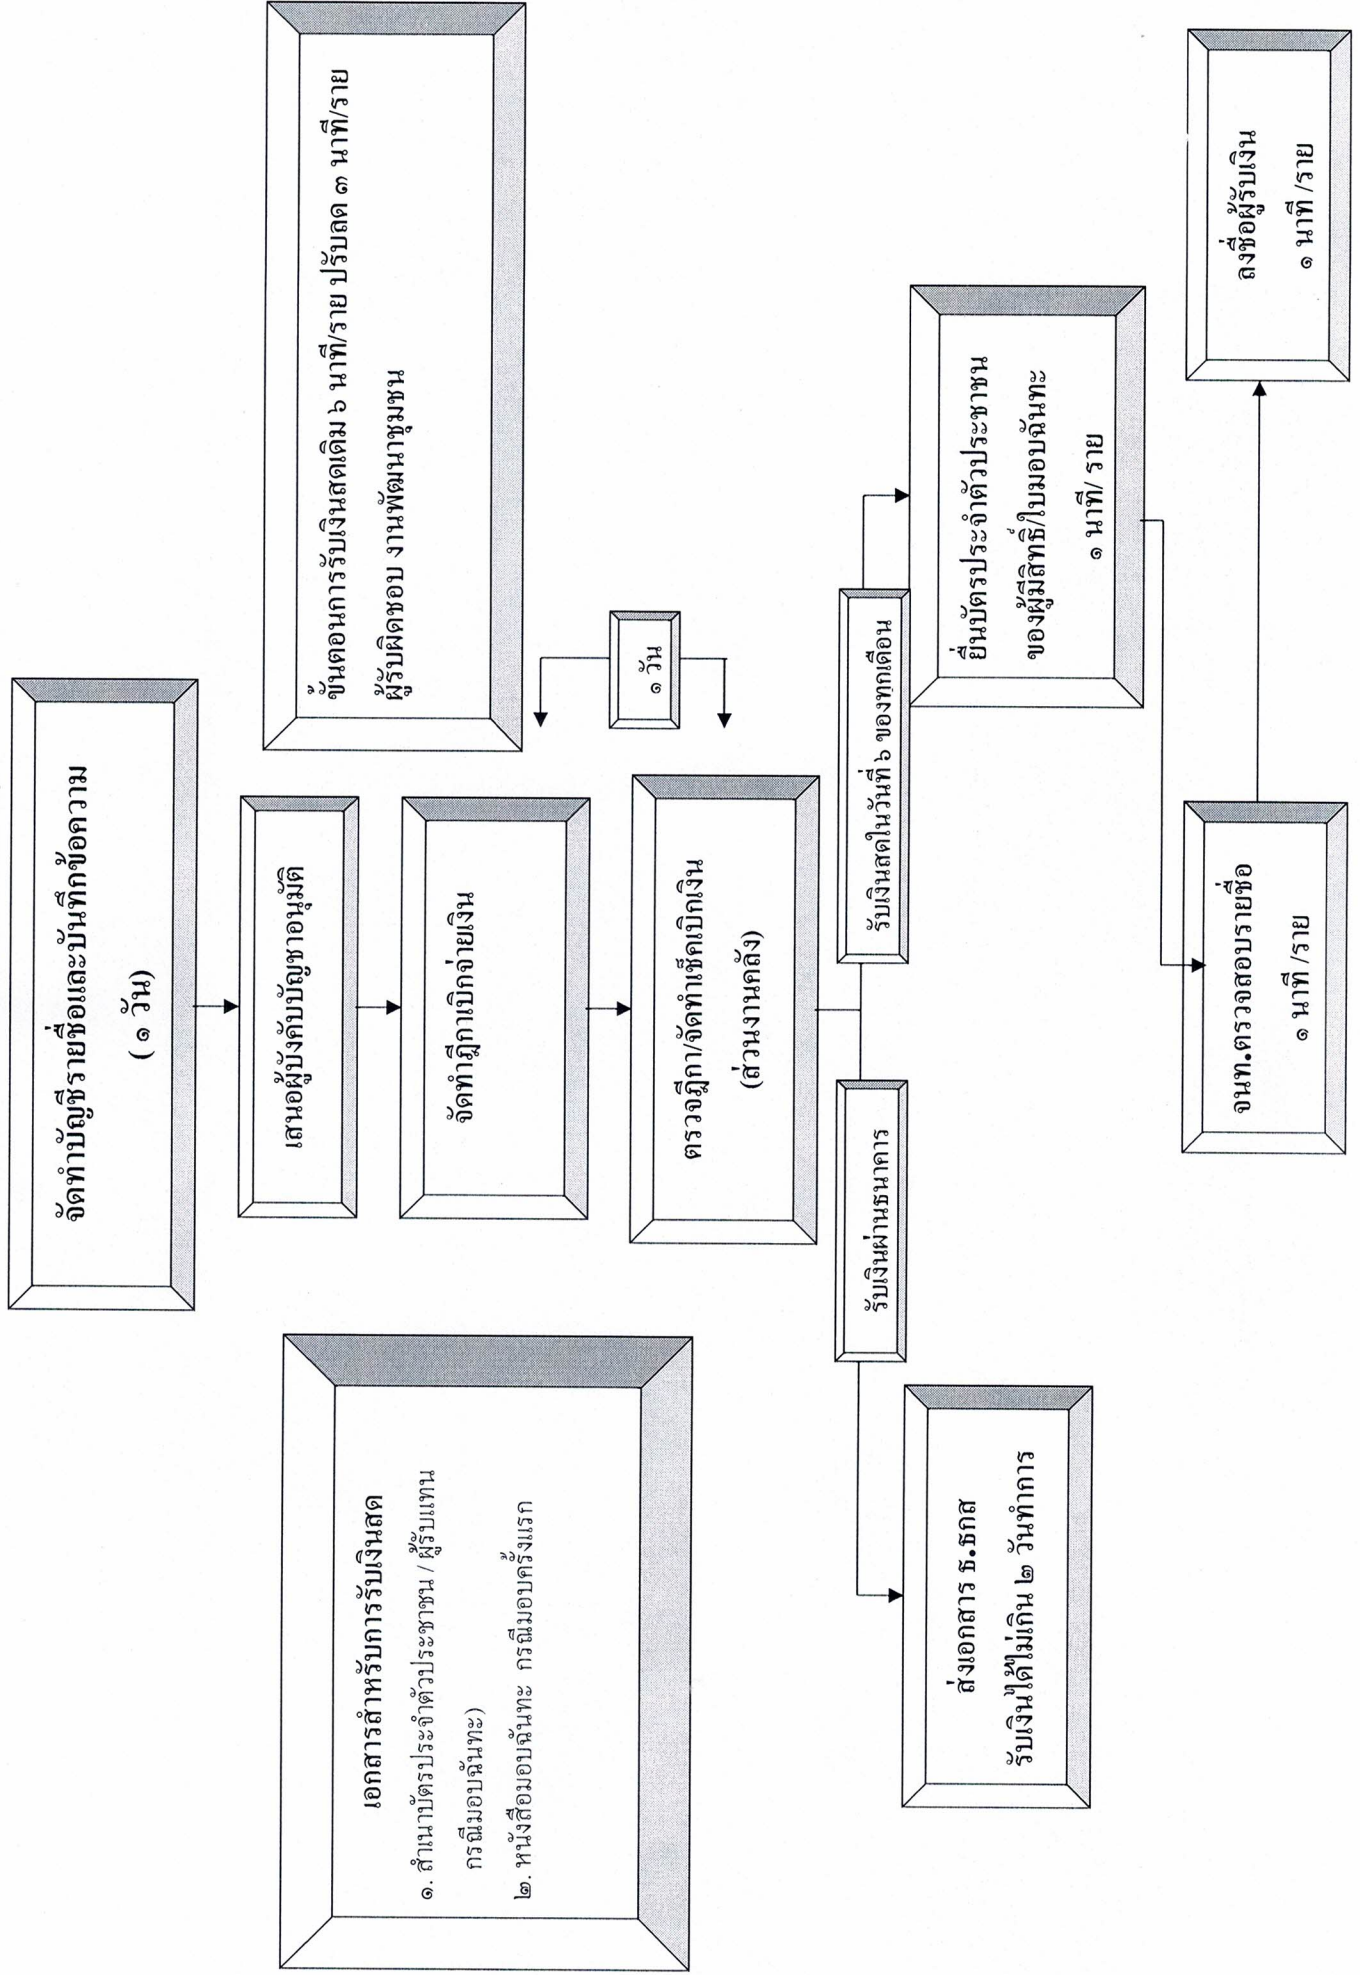 จัดทำบัญชีรายชื่อและบันทึกข้อความ
( ๑ วัน)
เสนอผู้บังคับบัญชาอนุมัติ
จัดทำฎีกาเบิกจ่ายเงิน
ตรวจฎีกา/จัดทำเช็คเบิกเงิน
(ส่วนงานคลัง)
ขั้นตอนการรับเงินสดเดิม ๖ นาที/ราย ปรับลด ๓ นาที/ราย
ผู้รับผิดชอบ งานพัฒนาชุมชน
๑ วัน
เอกสารสำหรับการรับเงินสด
๑. สำเนาบัตรประจำตัวประชาชน / ผู้รับแทน
กรณีมอบฉันทะ)
๒. หนังสือมอบฉันทะ กรณีมอบครั้งแรก
รับเงินผ่านธนาคาร
รับเงินสดในวันที่ ๖ ของทุกเดือน
ส่งเอกสาร ธ.ธกส
รับเงินได้ไม่เกิน ๒ วันทำการ
ยื่นบัตรประจำตัวประชาชน
ของผู้มีสิทธิ์/ใบมอบฉันทะ
๑ นาที/ ราย
จนท.ตรวจสอบรายชื่อ
๑ นาที /ราย
ลงชื่อผู้รับเงิน
๑ นาที /ราย